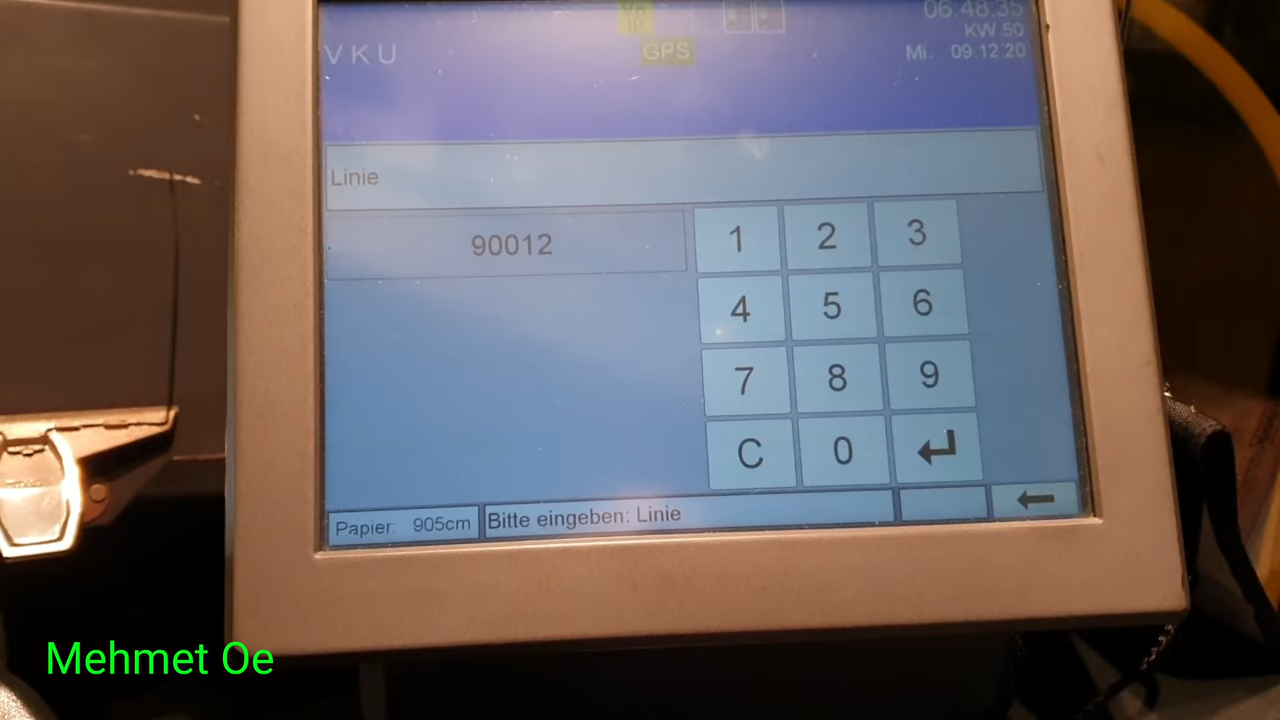 06:48:35
KW.50
VKU
GPS
Mi. 09.12.20
Linie
90012
1 2 3
4 5 6
7 8 9
C 0
Papier: 905cm
Bitte eingeben: Linie
Mehmet Oe